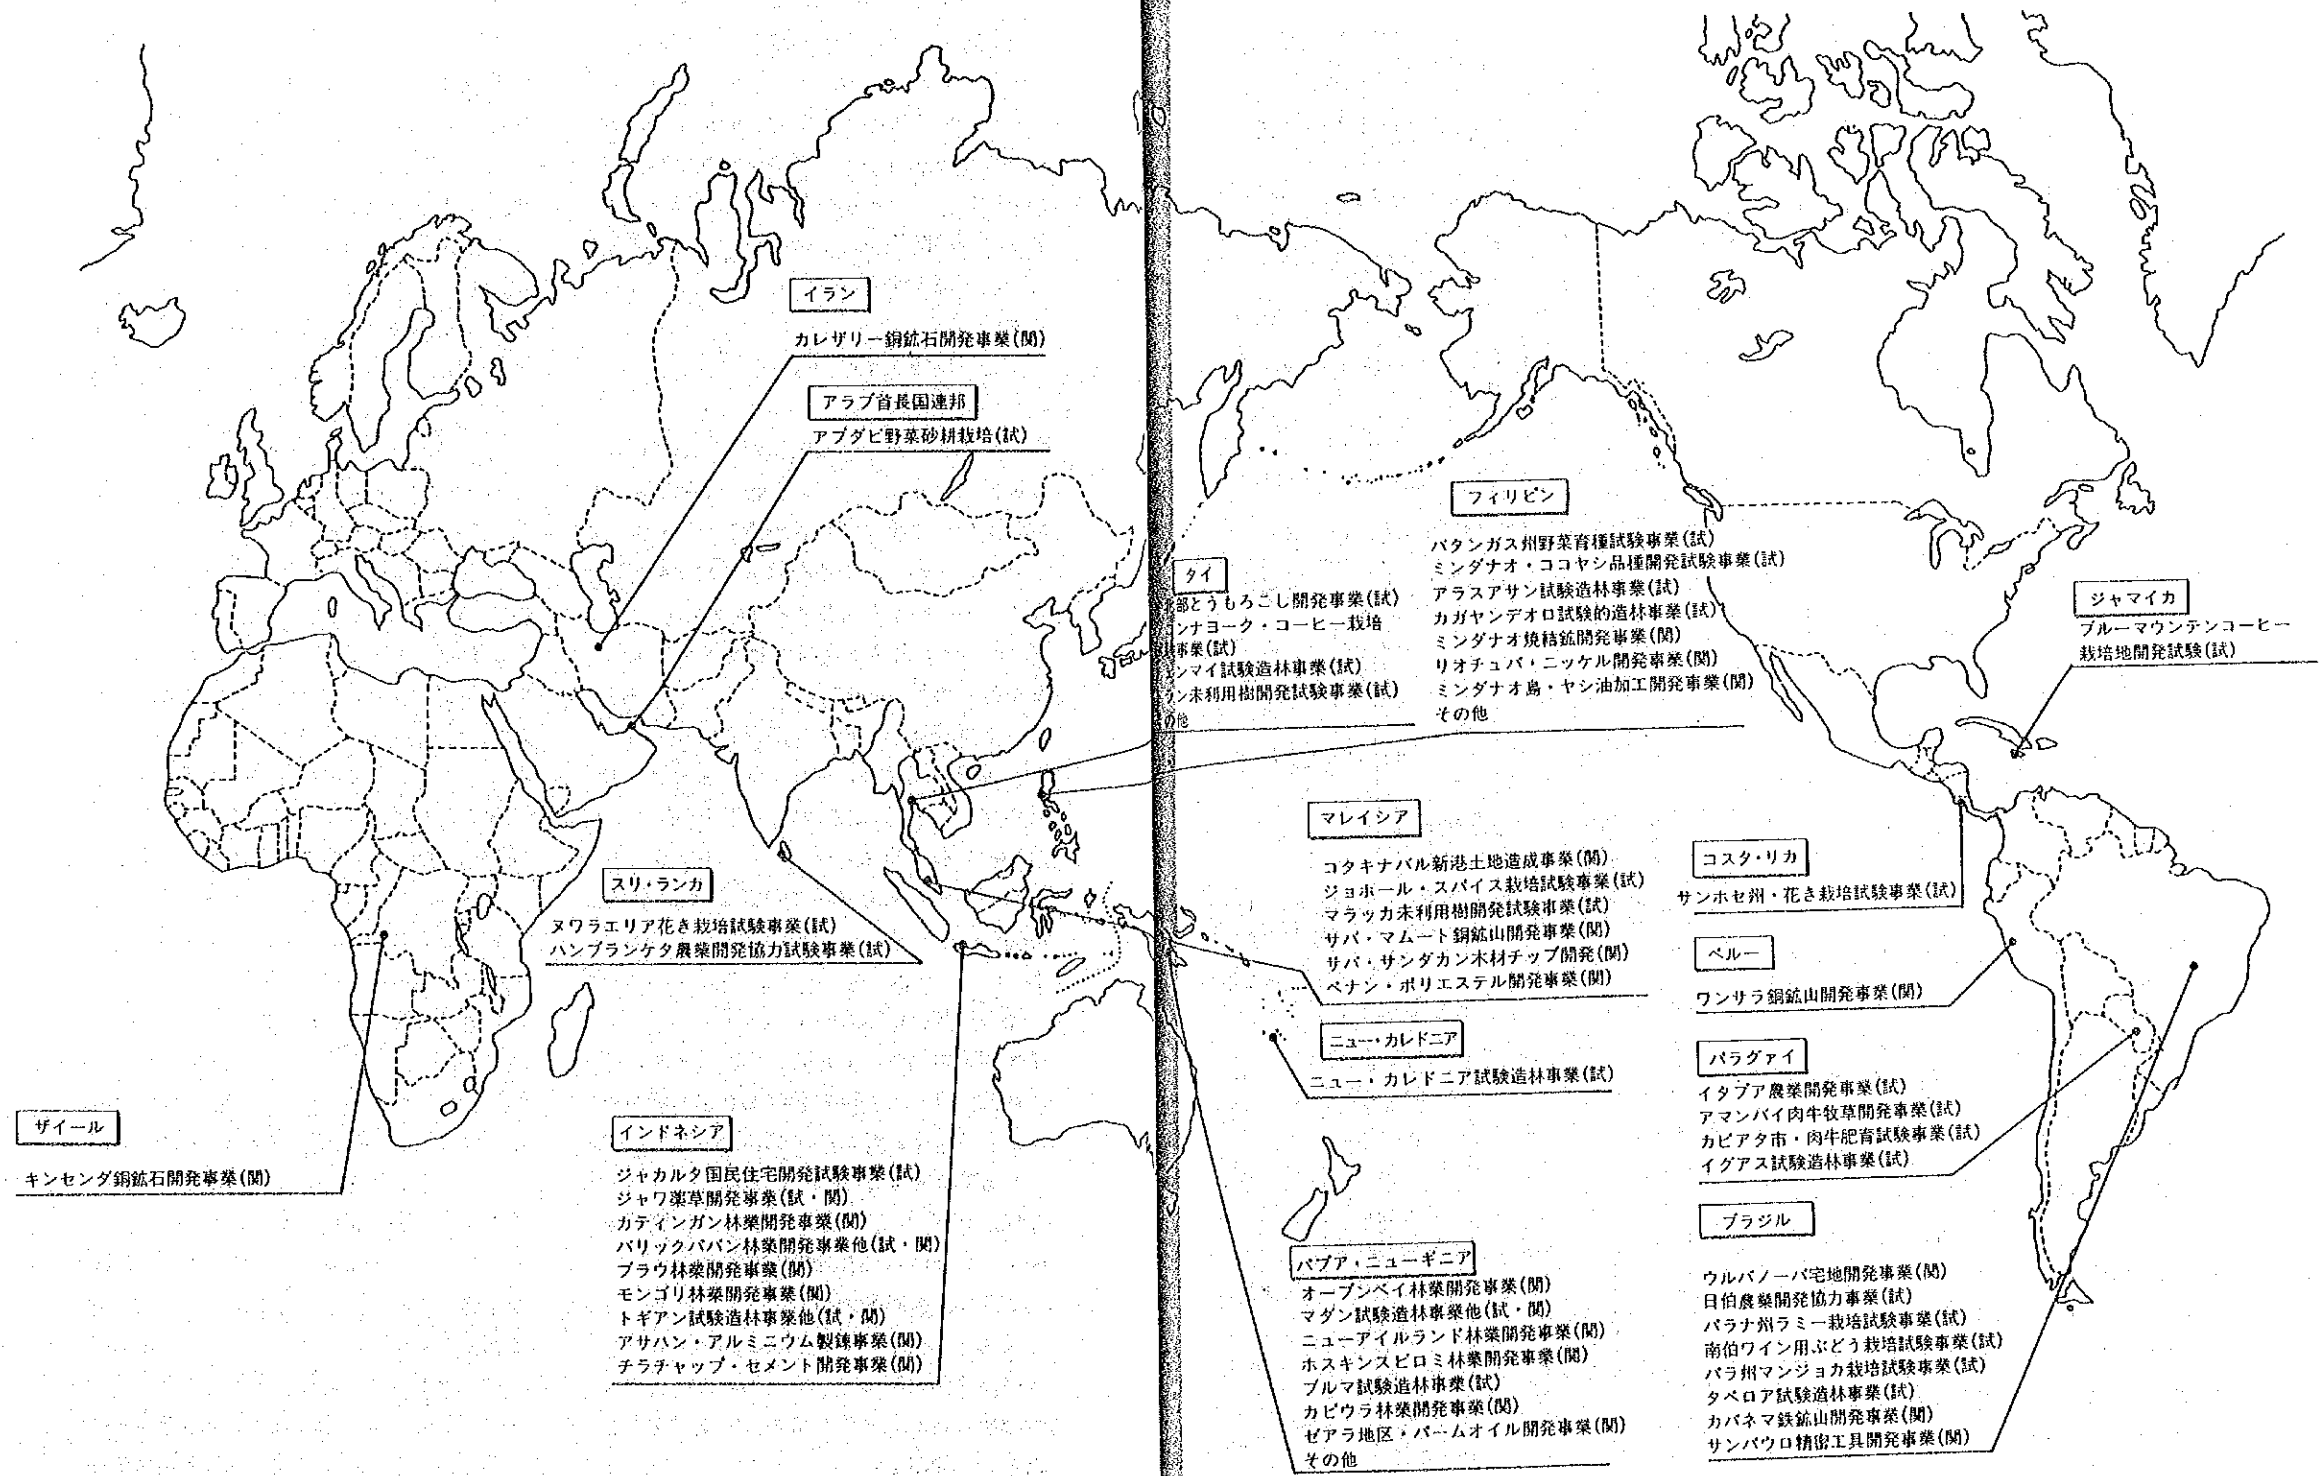 イラン
カレザリー銅鉱石開発事業(関)
アラブ首長国連邦
アブダビ野菜砂耕栽培(試)
スリ・ランカ
ヌワラエリア花き栽培試験事業(試)
ハンブランケタ農業開発協力試験事業(試)
ザイール
キンセンダ銅鉱石開発事業(関)
インドネシア
ジャカルタ国民住宅開発試験事業(試)
ジャワ薬草開発事業(試・関)
カティンガン林業開発事業(関)
バリックパパン林業開発事業他(試・関)
ブラウ林業開発事業(関)
モンゴリ林業開発事業(関)
トギアン試験造林事業他(試・関)
アサハン・アルミニウム製錬事業(関)
チラチャップ・セメント開発事業(関)
タイ
部とうもろこし開発事業(試)
ンナヨーク・コーヒー栽培
事業(試)
ンマイ試験造林事業(試)
ン未利用樹開発試験事業(試)
の他
フィリピン
バタンガス州野菜育種試験事業(試)
ミンダナオ・ココヤシ品種開発試験事業(試)
アラスアサン試験造林事業(試)
カガヤンデオロ試験的造林事業(試)
ミンダナオ焼結鉱開発事業(関)
リオチュバ・ニッケル開発事業(関)
ミンダナオ島・ヤシ油加工開発事業(関)
その他
ジャマイカ
ブルーマウンテンコーヒー
栽培地開発試験(試)
マレイシア
コタキナバル新港土地造成事業(関)
ジョホール・スパイス栽培試験事業(試)
マラッカ未利用樹開発試験事業(試)
サバ・マムート銅鉱山開発事業(関)
サバ・サンダカン木材チップ開発(関)
ペナン・ポリエステル開発事業(関)
ニュー・カレドニア
ニュー・カレドニア試験造林事業(試)
コスタ・リカ
サンホセ州・花き栽培試験事業(試)
ペルー
ワンサラ銅鉱山開発事業(関)
パラグァイ
イタプア農業開発事業(試)
アマンバイ肉牛牧草開発事業(試)
カピアタ市・肉牛肥育試験事業(試)
イグアス試験造林事業(試)
パプア・ニューギニア
オープンベイ林業開発事業(関)
マダン試験造林事業他(試・関)
ニューアイルランド林業開発事業(関)
ホスキンスピロミ林業開発事業(関)
ブルマ試験造林事業(試)
カピウラ林業開発事業(関)
ゼアラ地区・パームオイル開発事業(関)
その他
ブラジル
ウルバノーバ宅地開発事業(関)
日伯農業開発協力事業(試)
パラナ州ラミー栽培試験事業(試)
南伯ワイン用ぶどう栽培試験事業(試)
パラ州マンジョカ栽培試験事業(試)
タペロア試験造林事業(試)
カパネマ鉄鉱山開発事業(関)
サンパウロ精密工具開発事業(関)